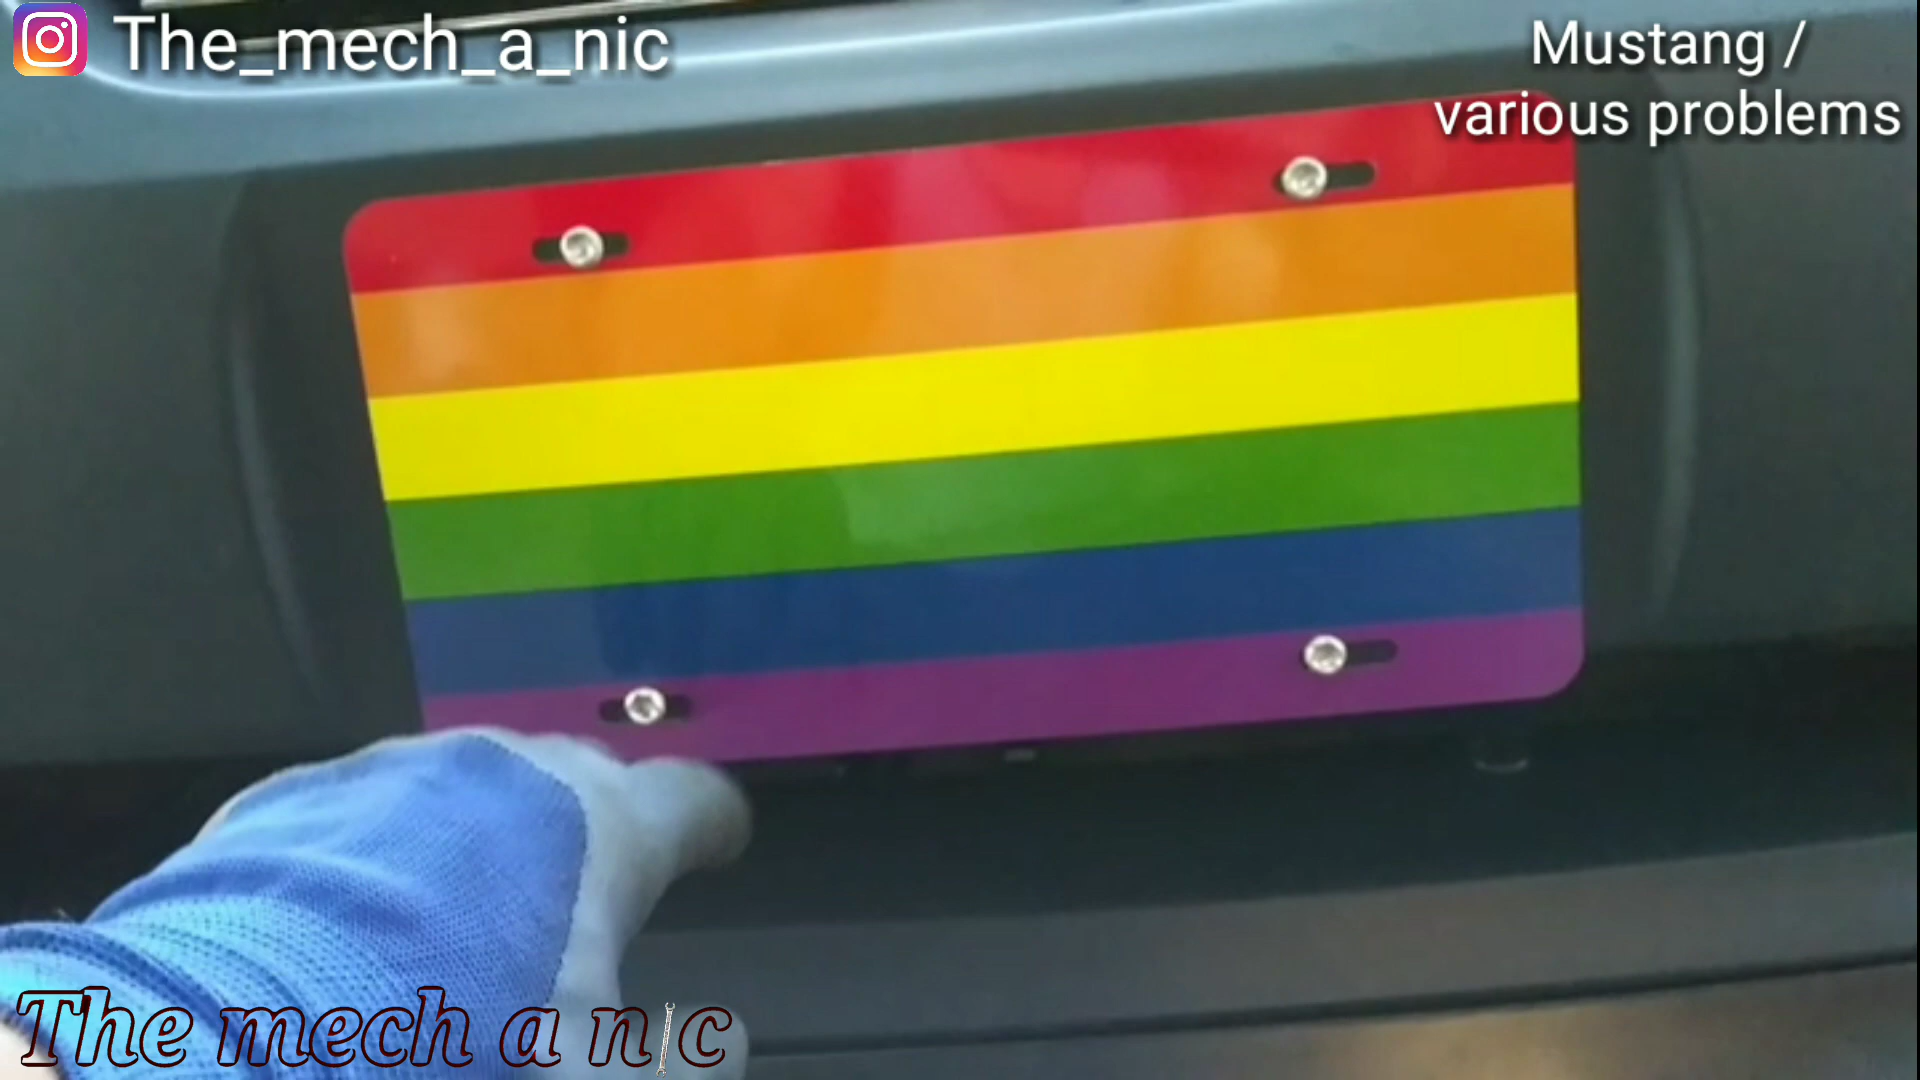 The_mech_a_nic
Mustang /
various problems
The mech a nic